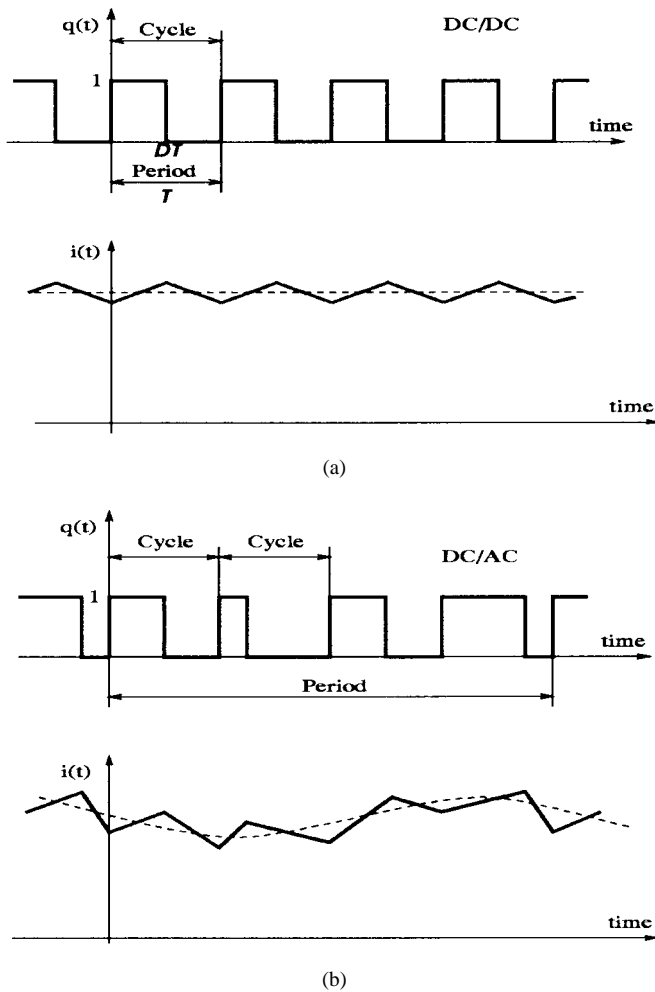 q(t) Cycle DC/DC
1
time
DT
Period
T
i(t)
time
(a)
q(t)
Cycle Cycle DC/AC
1
time
Period
i(t)
time
(b)